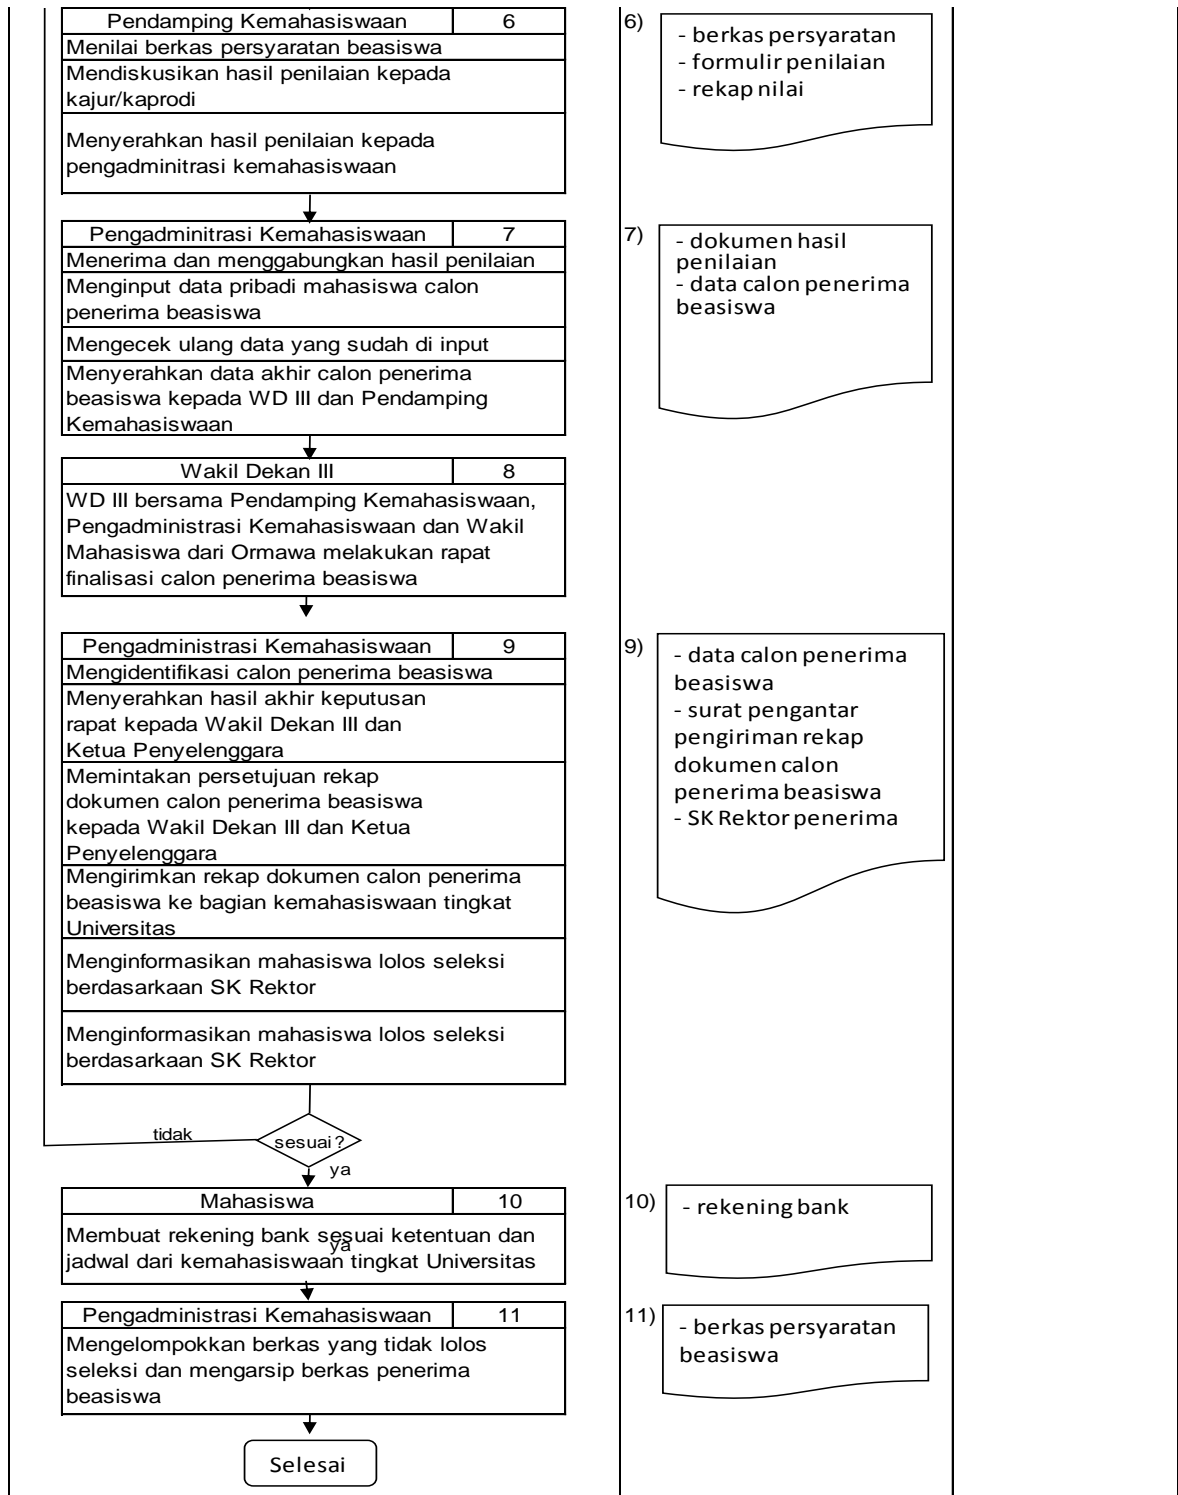 Pendamping Kemahasiswaan 6
Menilai berkas persyaratan beasiswa
Mendiskusikan hasil penilaian kepada
kajur/kaprodi
Menyerahkan hasil penilaian kepada
pengadminitrasi kemahasiswaan
6)
- berkas persyaratan
- formulir penilaian
- rekap nilai
Pengadminitrasi Kemahasiswaan 7
Menerima dan menggabungkan hasil penilaian
Menginput data pribadi mahasiswa calon
penerima beasiswa
Mengecek ulang data yang sudah di input
Menyerahkan data akhir calon penerima
beasiswa kepada WD III dan Pendamping
Kemahasiswaan
7)
- dokumen hasil
penilaian
- data calon penerima
beasiswa
Wakil Dekan III 8
WD III bersama Pendamping Kemahasiswaan,
Pengadministrasi Kemahasiswaan dan Wakil
Mahasiswa dari Ormawa melakukan rapat
finalisasi calon penerima beasiswa
Pengadministrasi Kemahasiswaan 9
Mengidentifikasi calon penerima beasiswa
Menyerahkan hasil akhir keputusan
rapat kepada Wakil Dekan III dan
Ketua Penyelenggara
Memintakan persetujuan rekap
dokumen calon penerima beasiswa
kepada Wakil Dekan III dan Ketua
Penyelenggara
Mengirimkan rekap dokumen calon penerima
beasiswa ke bagian kemahasiswaan tingkat
Universitas
Menginformasikan mahasiswa lolos seleksi
berdasarkaan SK Rektor
Menginformasikan mahasiswa lolos seleksi
berdasarkaan SK Rektor
9)
- data calon penerima
beasiswa
- surat pengantar
pengiriman rekap
dokumen calon
penerima beasiswa
- SK Rektor penerima
tidak
sesuai?
ya
Mahasiswa 10
Membuat rekening bank sesuai ketentuan dan
ya
jadwal dari kemahasiswaan tingkat Universitas
10)
- rekening bank
Pengadministrasi Kemahasiswaan 11
Mengelompokkan berkas yang tidak lolos
seleksi dan mengarsip berkas penerima
beasiswa
11)
- berkas persyaratan
beasiswa
Selesai